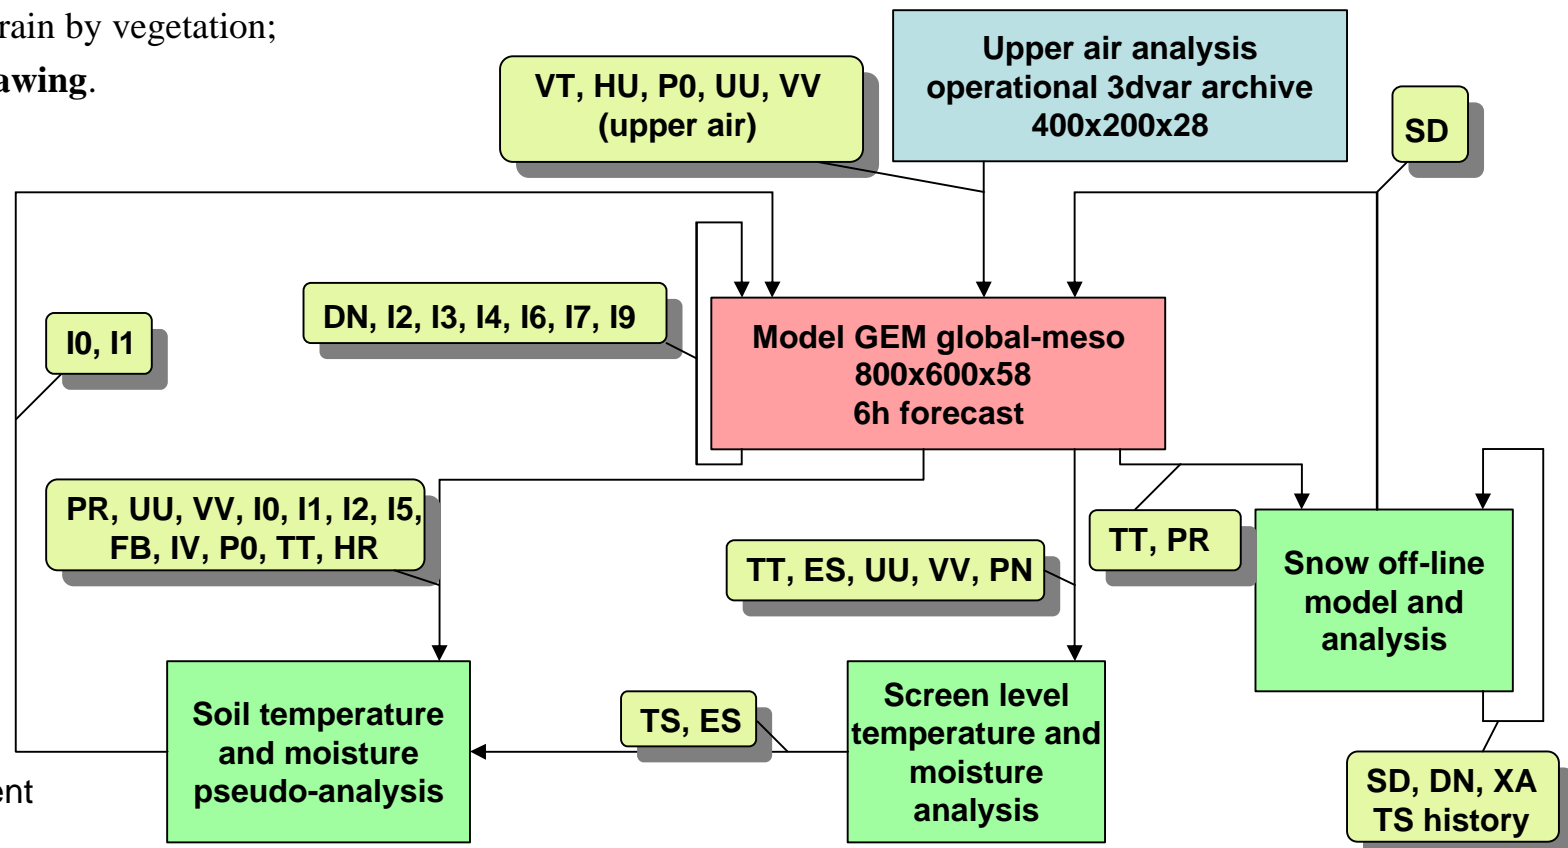 rain by vegetation;
awing.
VT, HU, P0, UU, VV
(upper air)
Upper air analysis
operational 3dvar archive
400x200x28
SD
I0, I1
DN, I2, I3, I4, I6, I7, I9
Model GEM global-meso
800x600x58
6h forecast
PR, UU, VV, I0, I1, I2, I5,
FB, IV, P0, TT, HR
TT, ES, UU, VV, PN
TT, PR
Snow off-line
model and
analysis
Soil temperature
and moisture
pseudo-analysis
TS, ES
Screen level
temperature and
moisture
analysis
ent
SD, DN, XA
TS history